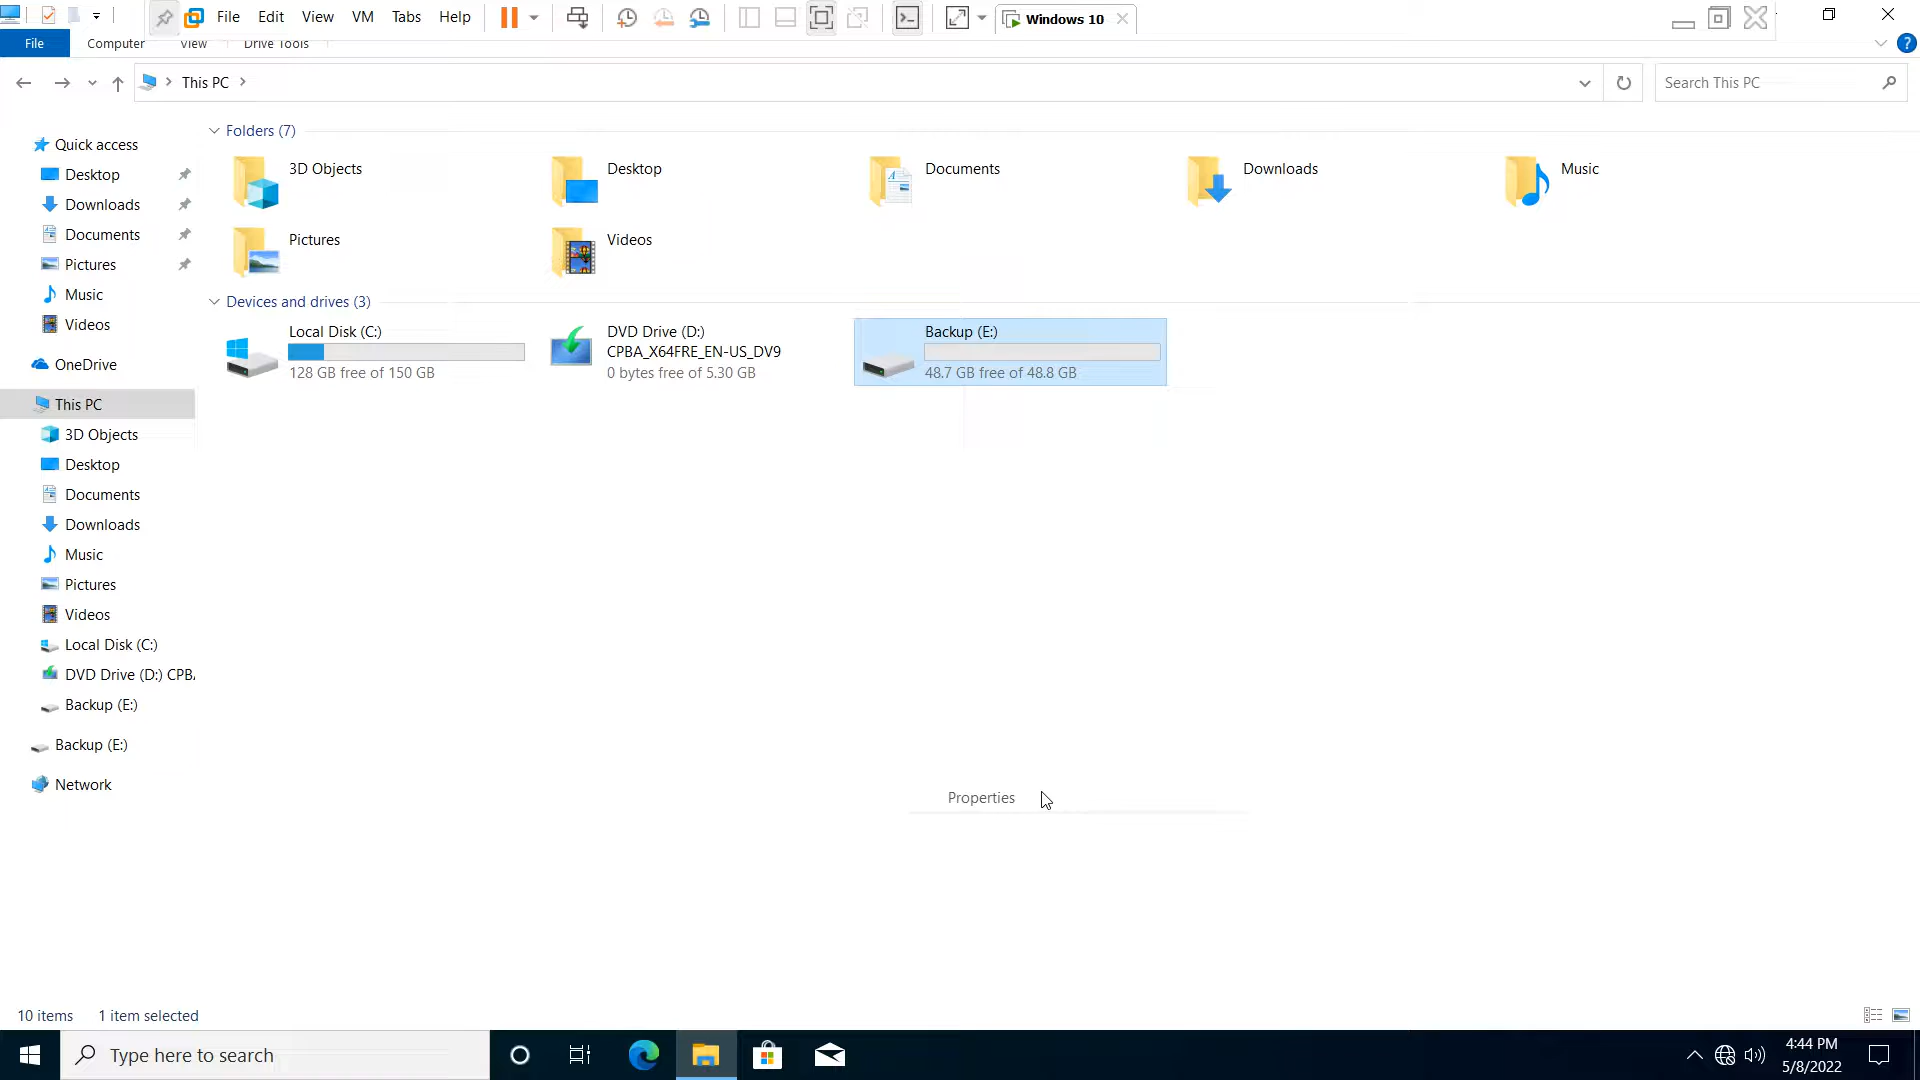 File Edit View VM Tabs Help
Windows 10
File Computer View Drive Tools
?
This PC
Search This PC
Quick access
Desktop
Downloads
Documents
Pictures
Music
Videos
OneDrive
This PC
3D Objects
Desktop
Documents
Downloads
Music
Pictures
Videos
Local Disk (C:)
DVD Drive (D:) CPBA
Backup (E:)
Backup (E:)
Network
Folders (7)
3D Objects
Desktop
Documents
Downloads
Music
Pictures
Videos
Devices and drives (3)
Local Disk (C:)
128 GB free of 150 GB
DVD Drive (D:)
CPBA_X64FRE_EN-US_DV9
0 bytes free of 5.30 GB
Backup (E:)
48.7 GB free of 48.8 GB
Properties
10 items 1 item selected
Type here to search
4:44 PM
5/8/2022